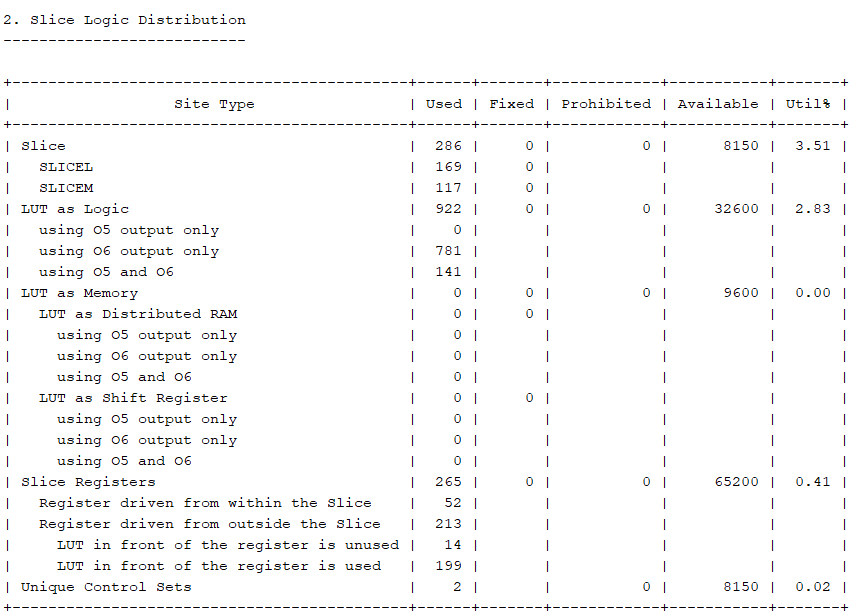 2. Slice Logic Distribution
---------------------------

+--------------------------------------------+------+-------+------------+-----------+-------+
|                  Site Type                 | Used | Fixed | Prohibited | Available | Util% |
+--------------------------------------------+------+-------+------------+-----------+-------+
| Slice                                      |  286 |     0 |          0 |      8150 |  3.51 |
|   SLICEL                                   |  169 |     0 |            |           |       |
|   SLICEM                                   |  117 |     0 |            |           |       |
| LUT as Logic                               |  922 |     0 |          0 |     32600 |  2.83 |
|   using O5 output only                     |    0 |       |            |           |       |
|   using O6 output only                     |  781 |       |            |           |       |
|   using O5 and O6                          |  141 |       |            |           |       |
| LUT as Memory                              |    0 |     0 |          0 |      9600 |  0.00 |
|   LUT as Distributed RAM                   |    0 |     0 |            |           |       |
|     using O5 output only                   |    0 |       |            |           |       |
|     using O6 output only                   |    0 |       |            |           |       |
|     using O5 and O6                        |    0 |       |            |           |       |
|   LUT as Shift Register                    |    0 |     0 |            |           |       |
|     using O5 output only                   |    0 |       |            |           |       |
|     using O6 output only                   |    0 |       |            |           |       |
|     using O5 and O6                        |    0 |       |            |           |       |
| Slice Registers                            |  265 |     0 |          0 |     65200 |  0.41 |
|   Register driven from within the Slice    |   52 |       |            |           |       |
|   Register driven from outside the Slice   |  213 |       |            |           |       |
|     LUT in front of the register is unused |   14 |       |            |           |       |
|     LUT in front of the register is used   |  199 |       |            |           |       |
| Unique Control Sets                        |    2 |       |          0 |      8150 |  0.02 |
+--------------------------------------------+------+-------+------------+-----------+-------+